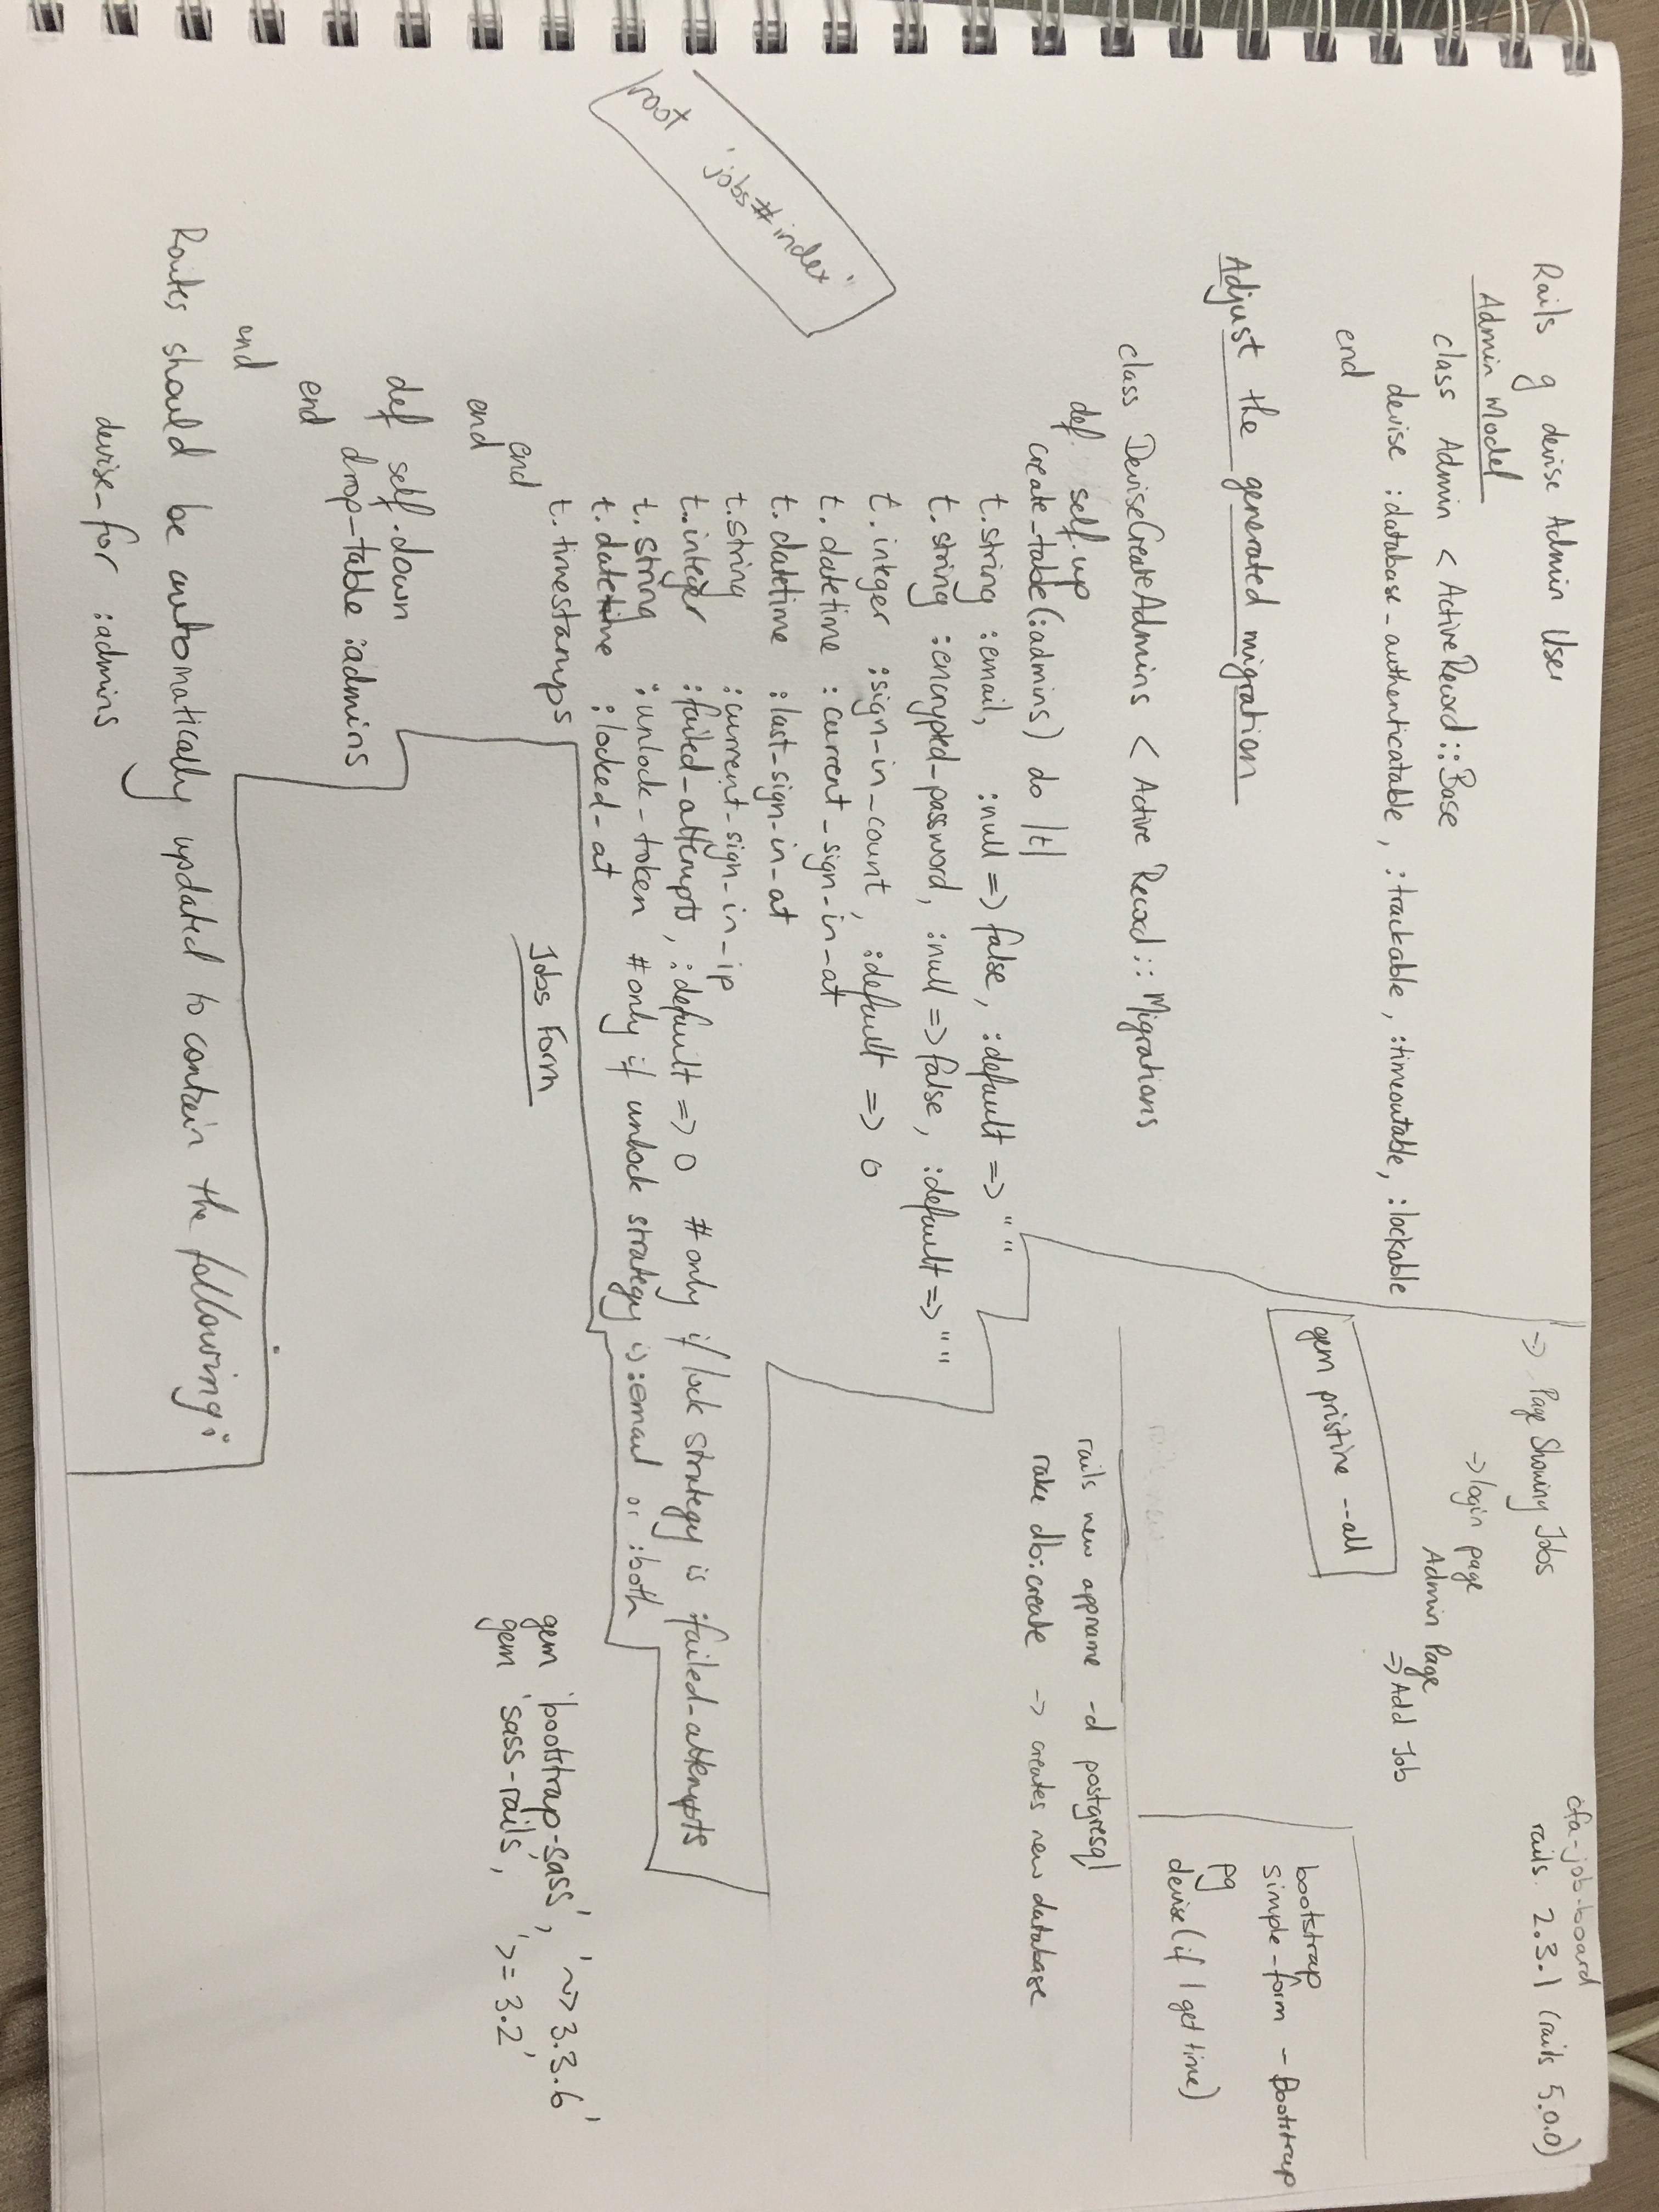 Rails g devise Admin User
Admin Model
class Admin < ActiveRecord::Base
devise :database_authenticatable, :trackable, :timeoutable, :lockable
end
Adjust the generated migration
class DeviseCreateAdmins < Active Record::Migrations
def self.up
create_table(:admins) do |t|
t.string :email, :null => false, :default => ""
t.string :encrypted_password, :null => false, :default => ""
t.integer :sign_in_count, :default => 0
t.datetime :current_sign_in_at
t.datetime :last_sign_in_at
t.string :current_sign_in_ip
t.integer :failed_attempts, :default => 0 #only if lock strategy is :failed_attempts
t.string :unlock_token #only if unlock strategy is :email or :both
t.datetime :locked_at
t.timestamps
end
end
def self.down
drop_table :admins
end
end
Routes should be automatically updated to contain the following:
devise_for :admins
root 'jobs#index'
Jobs Form
=> Page Showing Jobs
=> login page
Admin Page
=> Add Job
gem pristine --all
cfa-job-board
rails. 2.3.1 (rails 5.0.0)
bootstrap
simple-form - bootstrap
pg
devise (if I get time)
rails new appname -d postgresql
rake db:create -> creates new database
gem 'bootstrap-sass', '~> 3.3.6'
gem 'sass-rails', '>= 3.2'